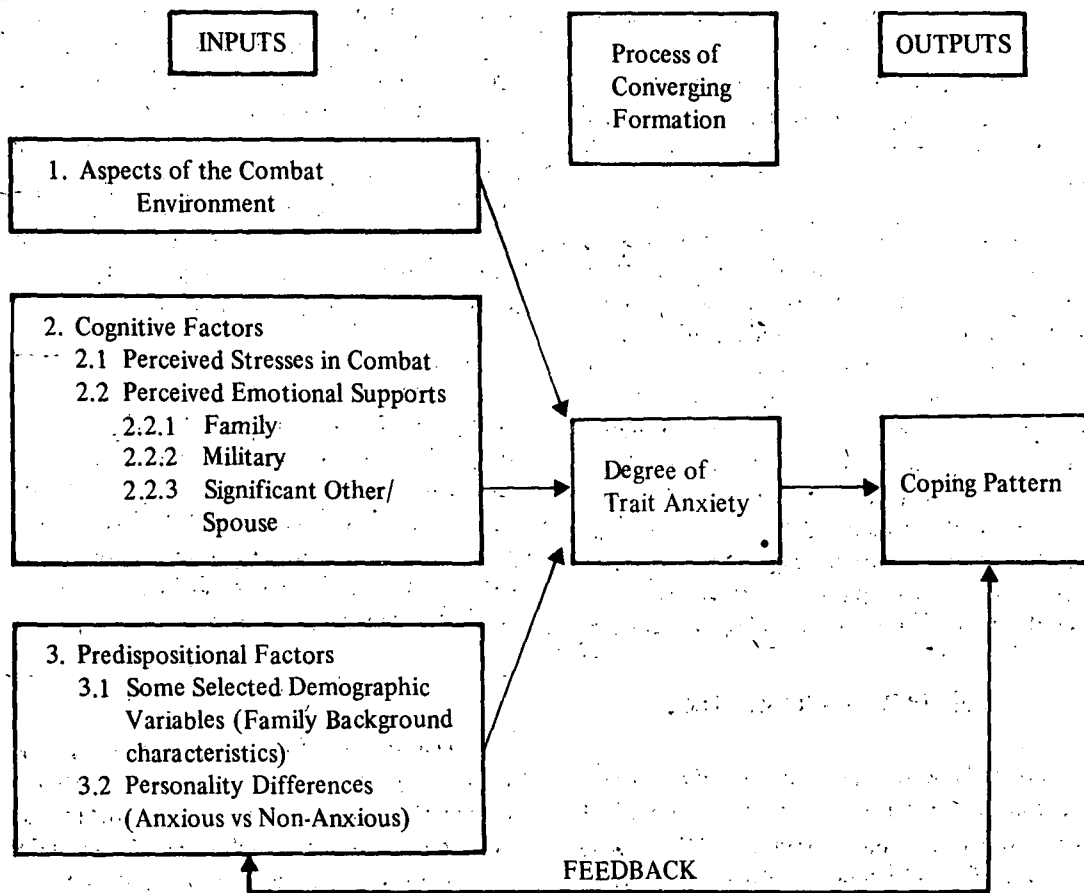 INPUTS
Process of
Converging
Formation
OUTPUTS
1. Aspects of the Combat
Environment
2. Cognitive Factors
2.1 Perceived Stresses in Combat
2.2 Perceived Emotional Supports
2.2.1 Family
2.2.2 Military
2.2.3 Significant Other/
Spouse
Degree of
Trait Anxiety
Coping Pattern
3. Predispositional Factors
3.1 Some Selected Demographic
Variables (Family Background
characteristics)
3.2 Personality Differences
(Anxious vs Non-Anxious)
FEEDBACK